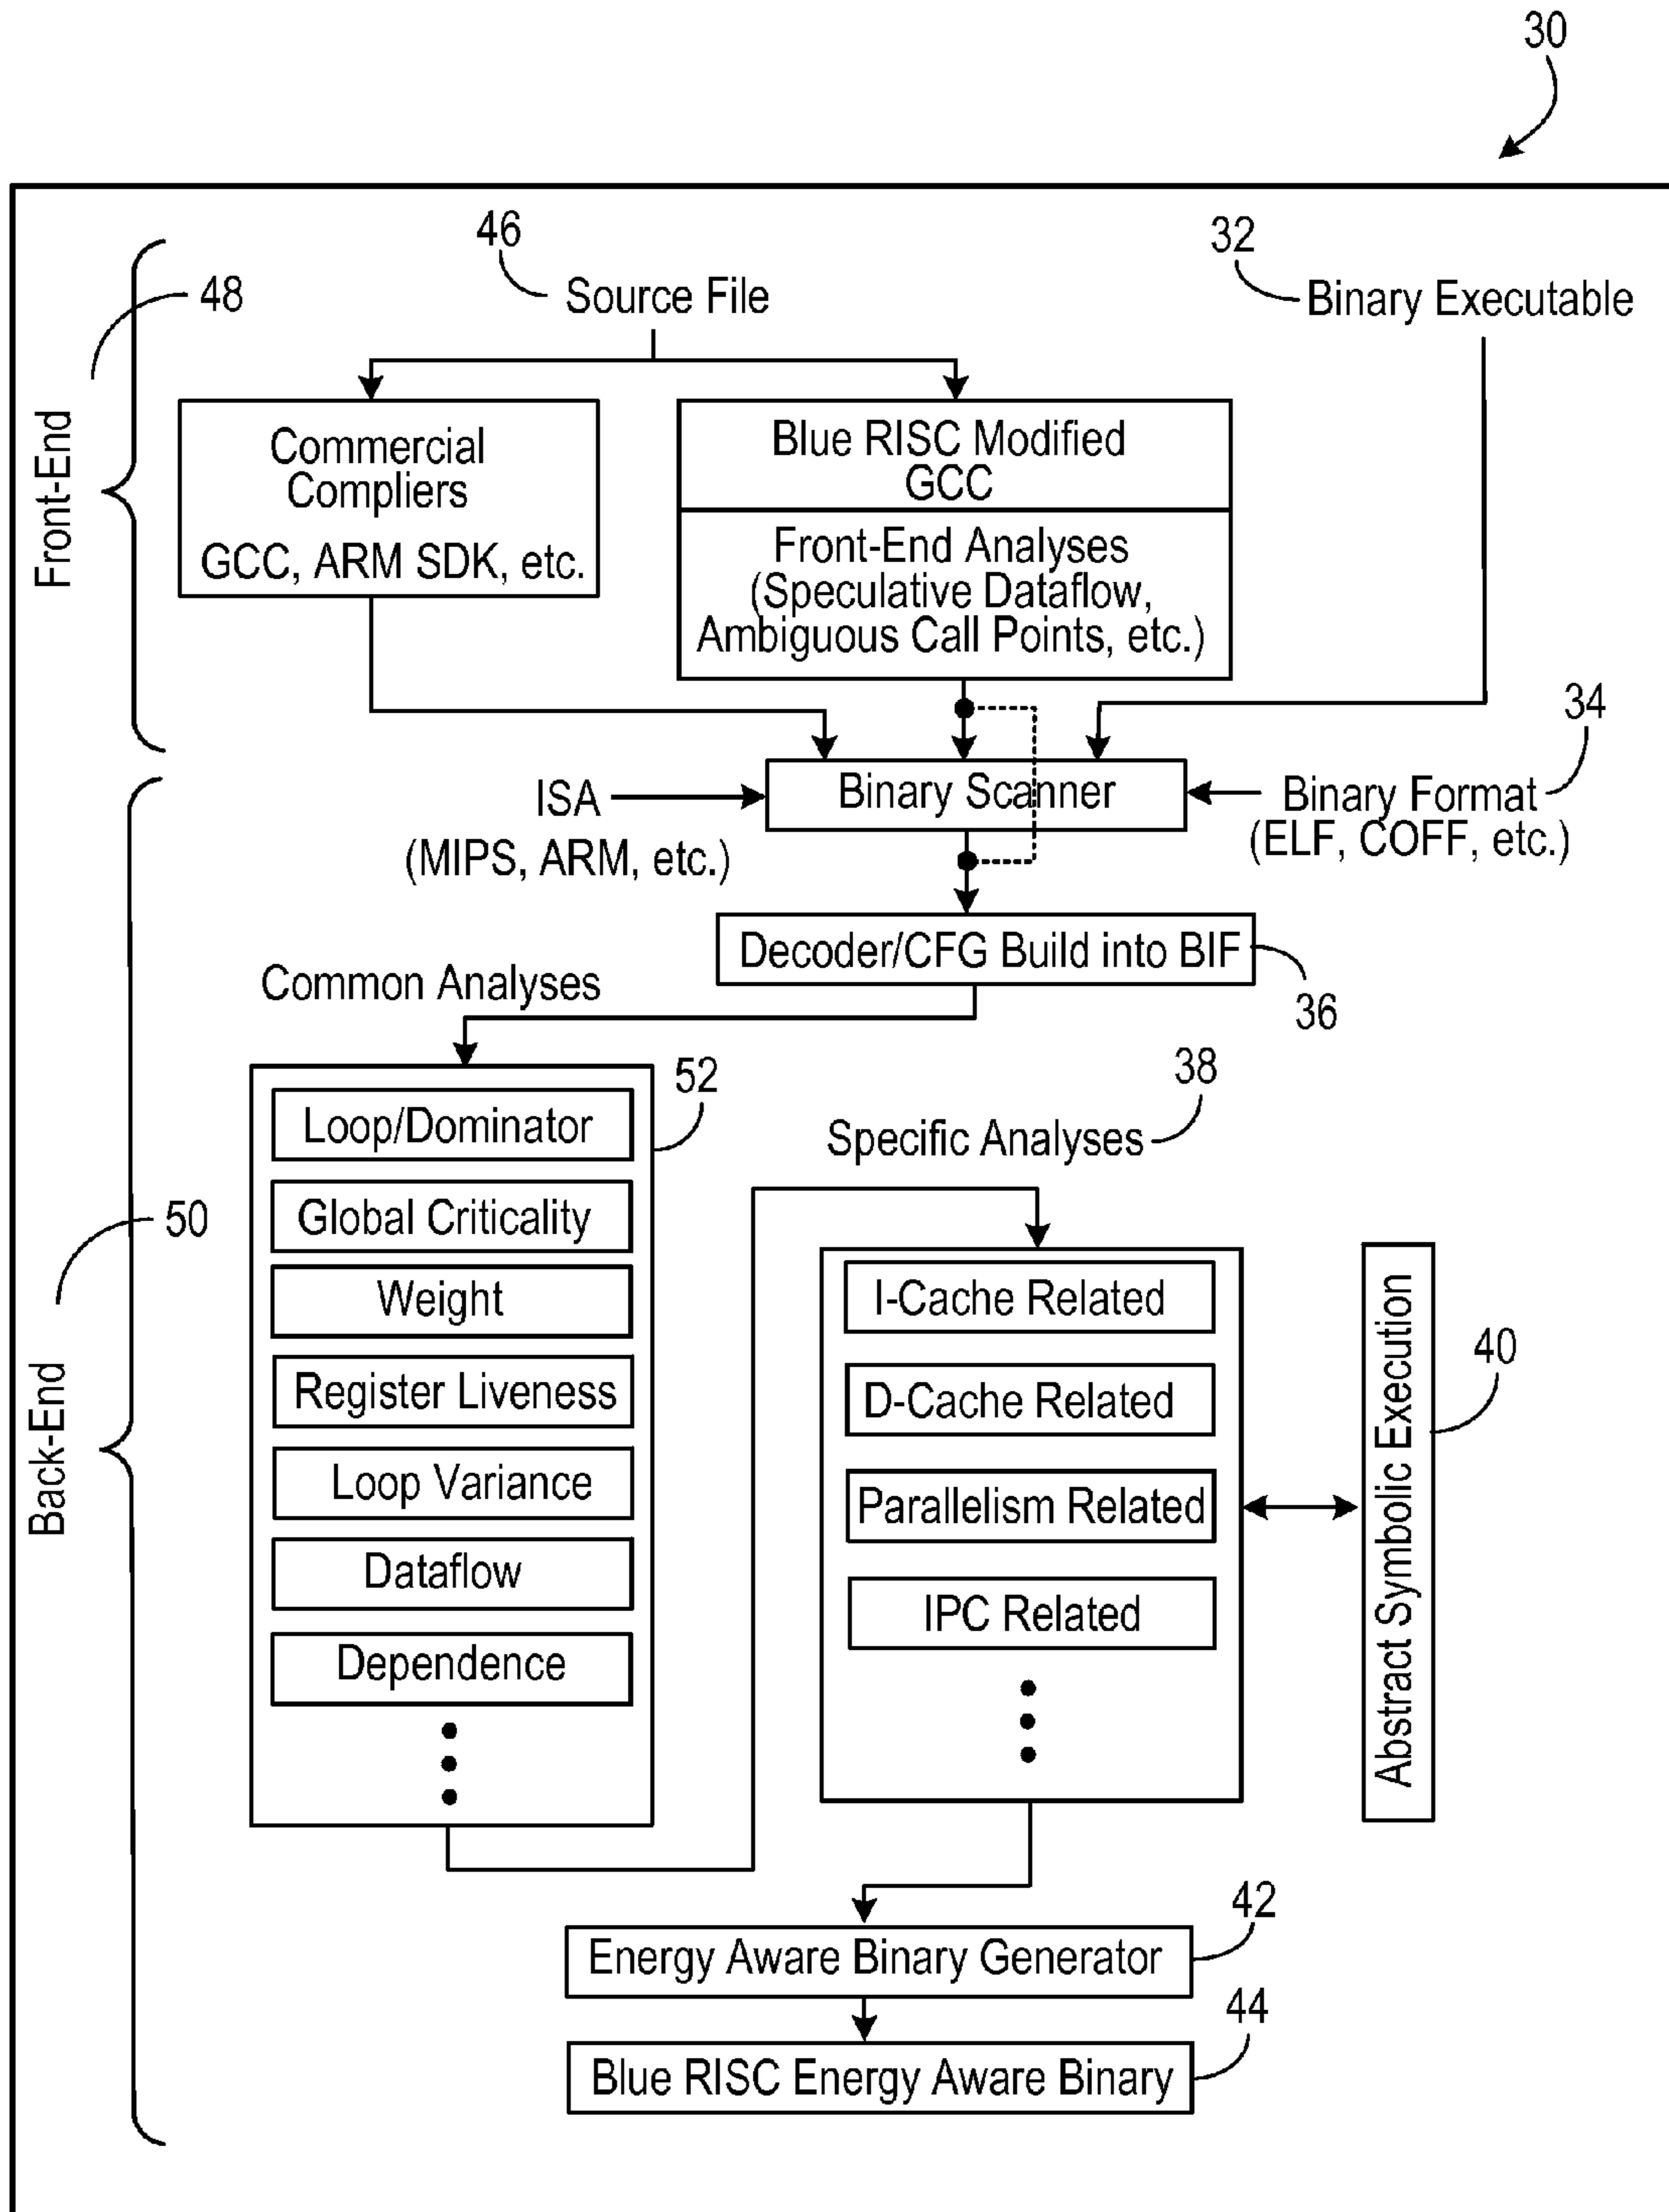 30
46
Source File
32
Binary Executable
48
Front-End
Commercial
Compliers
GCC, ARM SDK, etc.
Blue RISC Modified
GCC
Front-End Analyses
(Speculative Dataflow,
Ambiguous Call Points, etc.)
34
ISA
(MIPS, ARM, etc.)
Binary Scanner
Binary Format
(ELF, COFF, etc.)
Decoder/CFG Build into BIF
36
Common Analyses
52
Loop/Dominator
Global Criticality
Weight
Register Liveness
Loop Variance
Dataflow
Dependence
50
Back-End
38
Specific Analyses
I-Cache Related
D-Cache Related
Parallelism Related
IPC Related
40
Abstract Symbolic Execution
42
Energy Aware Binary Generator
44
Blue RISC Energy Aware Binary